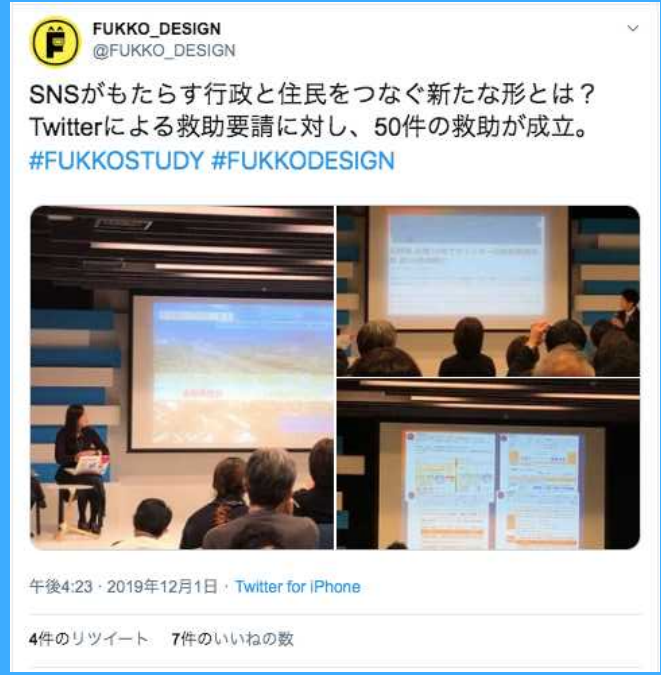 FUKKO_DESIGN
@FUKKO_DESIGN
SNSがもたらす行政と住民をつなぐ新たな形とは？
Twitterによる救助要請に対し、50件の救助が成立。
#FUKKOSTUDY #FUKKODESIGN
午後4:23 · 2019年12月1日 · Twitter for iPhone
4件のリツイート 7件のいいねの数